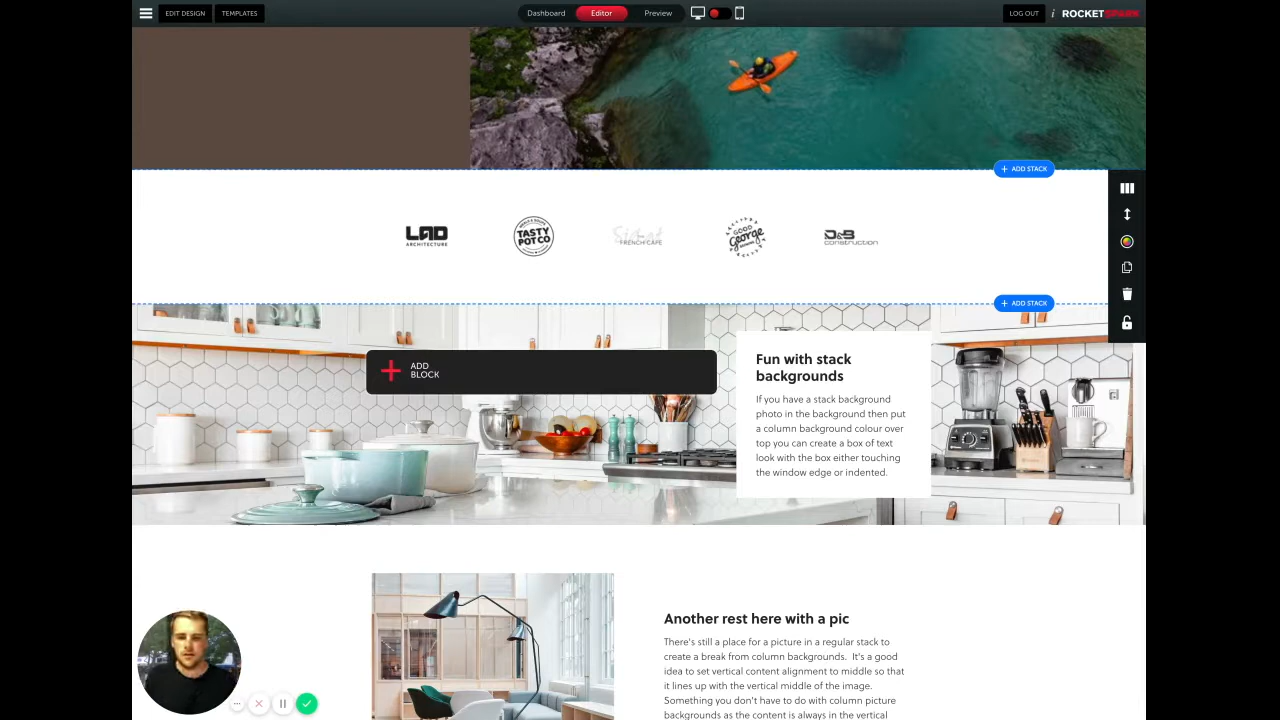 EDIT DESIGN
TEMPLATES
Dashboard
Editor
Preview
LOG OUT
i
ROCKETSPARK
+ ADD STACK
LAD
ARCHITECTURE
TASTY
POT CO
FRENCH CAFE
GOOD
George
D&B
construction
+ ADD STACK
ADD
BLOCK
Fun with stack
backgrounds
If you have a stack background
photo in the background then put
a column background colour over
top you can create a box of text
look with the box either touching
the window edge or indented.
Another rest here with a pic
There's still a place for a picture in a regular stack to
create a break from column backgrounds. It's a good
idea to set vertical content alignment to middle so that
it lines up with the vertical middle of the image.
Something you don't have to do with column picture
backgrounds as the content is always in the vertical